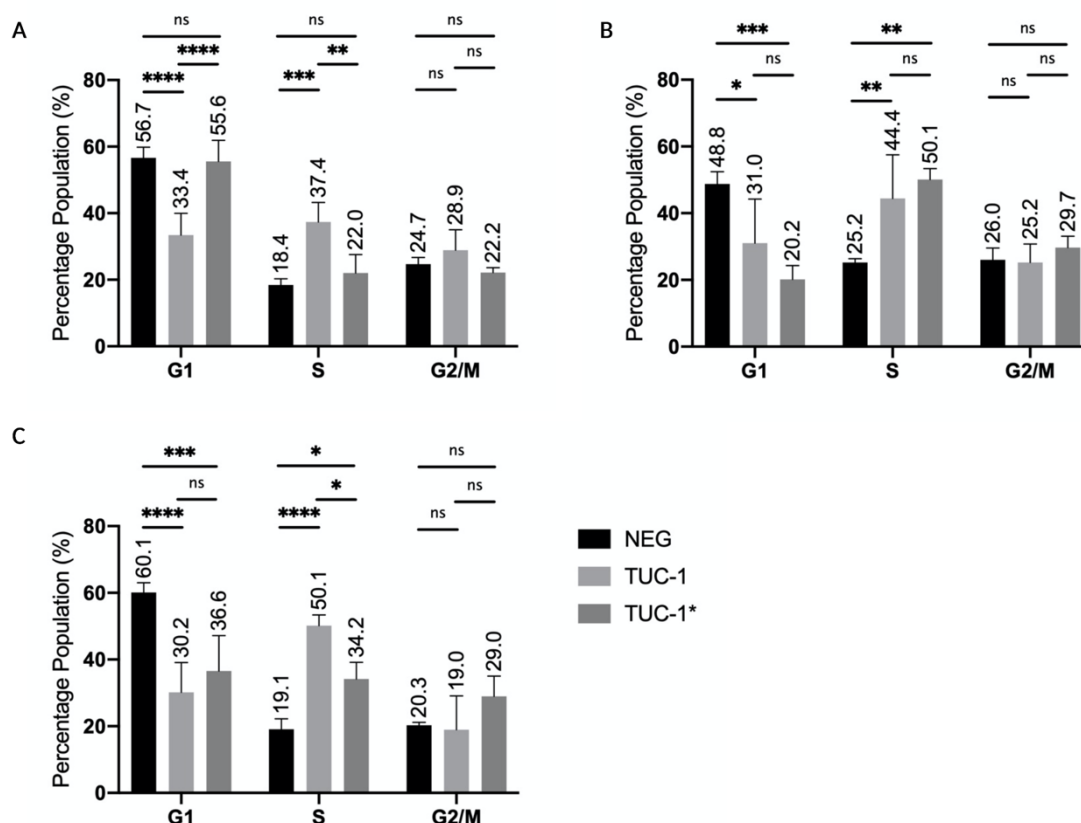 A
ns
ns
ns
**** ** ns
**** *** ns
Percentage Population (%)
80
60
40
20
0
56.7 33.4 55.6
18.4 37.4 22.0
24.7 28.9 22.2
G1 S G2/M
B
*** ** ns
ns ns ns
* ** ns
Percentage Population (%)
80
60
40
20
0
48.8 31.0 20.2
25.2 44.4 50.1
26.0 25.2 29.7
G1 S G2/M
C
*** * ns
ns * ns
**** **** ns
Percentage Population (%)
80
60
40
20
0
60.1 30.2 36.6
19.1 50.1 34.2
20.3 19.0 29.0
G1 S G2/M
NEG
TUC-1
TUC-1*